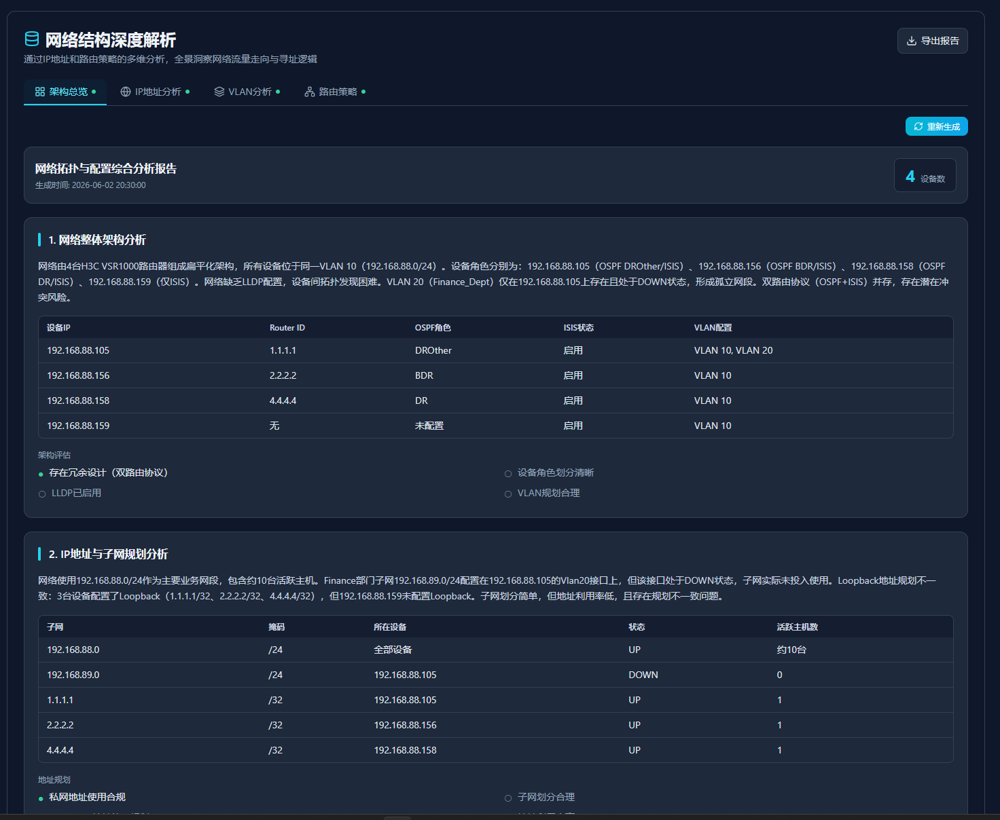 网络结构深度解析
导出报告
通过IP地址和路由策略的多维分析，全景洞察网络流量走向与寻址逻辑
架构总览
IP地址分析
VLAN分析
路由策略
重新生成
网络拓扑与配置综合分析报告
生成时间: 2026-06-02 20:30:00
4 设备数
1. 网络整体架构分析
网络由4台H3C VSR1000路由器组成扁平化架构，所有设备位于同一VLAN 10（192.168.88.0/24）。设备角色分别为：192.168.88.105（OSPF DROther/ISIS）、192.168.88.156（OSPF BDR/ISIS）、192.168.88.158（OSPF
DR/ISIS）、192.168.88.159（仅ISIS）。网络缺乏LLDP配置，设备间拓扑发现困难。VLAN 20（Finance_Dept）仅在192.168.88.105上存在且处于DOWN状态，形成孤立网段。双路由协议（OSPF+ISIS）并存，存在潜在冲
突风险。
设备IP Router ID OSPF角色 ISIS状态 VLAN配置
192.168.88.105 1.1.1.1 DROther 启用 VLAN 10, VLAN 20
192.168.88.156 2.2.2.2 BDR 启用 VLAN 10
192.168.88.158 4.4.4.4 DR 启用 VLAN 10
192.168.88.159 无 未配置 启用 VLAN 10
架构评估
存在冗余设计（双路由协议） 设备角色划分清晰
LLDP已启用 VLAN规划合理
2. IP地址与子网规划分析
网络使用192.168.88.0/24作为主要业务网段，包含约10台活跃主机。Finance部门子网192.168.89.0/24配置在192.168.88.105的Vlan20接口上，但该接口处于DOWN状态，子网实际未投入使用。Loopback地址规划不一
致：3台设备配置了Loopback（1.1.1.1/32、2.2.2.2/32、4.4.4.4/32），但192.168.88.159未配置Loopback。子网划分简单，但地址利用率低，且存在规划不一致问题。
子网 掩码 所在设备 状态 活跃主机数
192.168.88.0 /24 全部设备 UP 约10台
192.168.89.0 /24 192.168.88.105 DOWN 0
1.1.1.1 /32 192.168.88.105 UP 1
2.2.2.2 /32 192.168.88.156 UP 1
4.4.4.4 /32 192.168.88.158 UP 1
地址规划
私网地址使用合规 子网划分合理